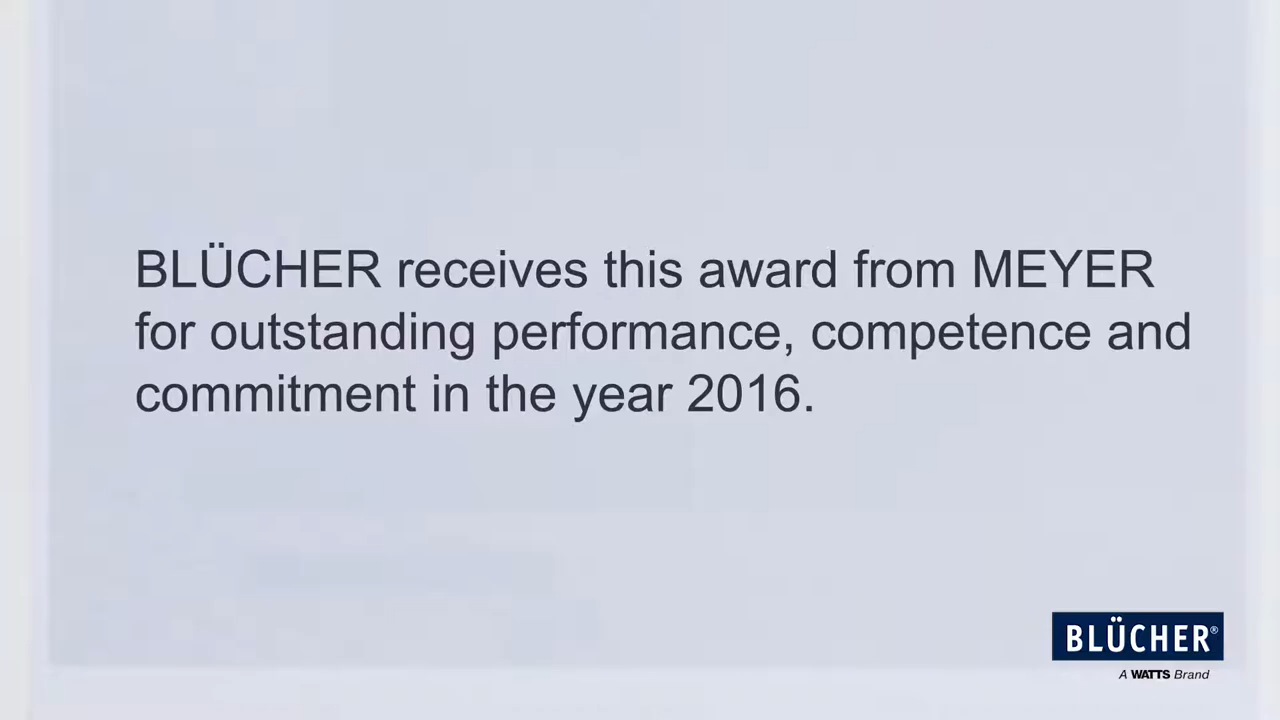 BLÜCHER receives this award from MEYER
for outstanding performance, competence and
commitment in the year 2016.
BLÜCHER®
A WATTS Brand